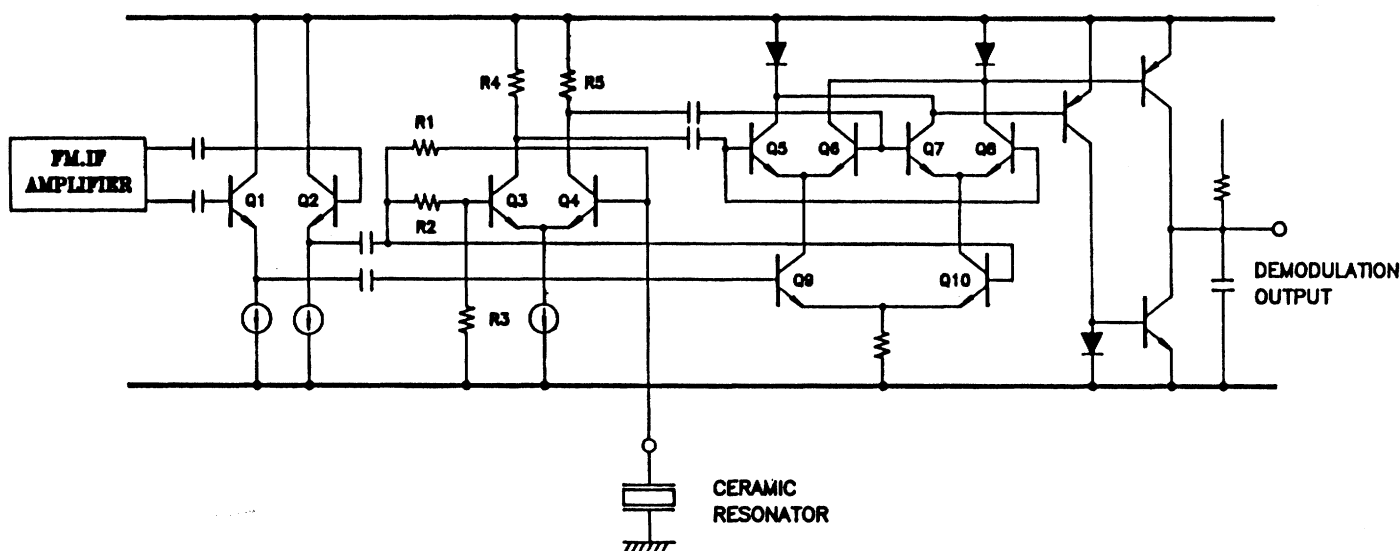 R4
R5
R1
FM.IF
AMPLIFIER
Q5
Q6
Q7
Q8
Q1
Q2
R2
Q3
Q4
Q9
Q10
DEMODULATION
OUTPUT
R3
CERAMIC
RESONATOR